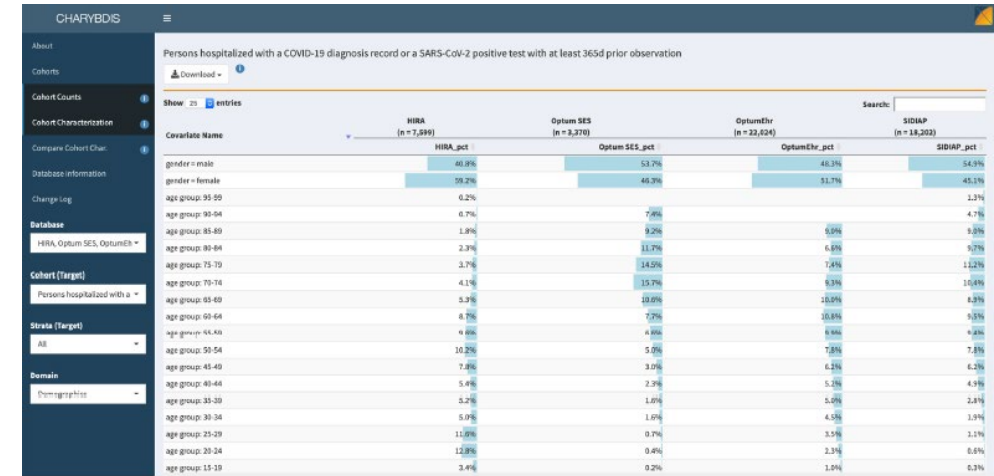 CHARYBDIS
About
Cohorts
Cohort Counts
Cohort Characterization
Compare Cohort Char.
Database Information
Change Log
Database
HIRA, Optum SES, OptumEh
Cohort (Target)
Persons hospitalized with a
Strata (Target)
All
Domain
Demographics
Persons hospitalized with a COVID-19 diagnosis record or a SARS-CoV-2 positive test with at least 365d prior observation
Download
Show 25 entries
Search:
HIRA Optum SES OptumEhr SIDIAP
(n = 7,599) (n = 3,370) (n = 22,024) (n = 18,202)
Covariate Name
HIRA_pct Optum SES_pct OptumEhr_pct SIDIAP_pct
gender = male 40.8% 53.7% 48.3% 54.9%
gender = female 59.2% 46.3% 51.7% 45.1%
age group: 95-99 0.2% 1.3%
age group: 90-94 0.7% 7.4% 4.7%
age group: 85-89 1.8% 9.2% 9.0% 9.0%
age group: 80-84 2.3% 11.7% 6.6% 9.7%
age group: 75-79 3.7% 14.5% 7.4% 11.2%
age group: 70-74 4.1% 15.7% 9.3% 10.4%
age group: 65-69 5.3% 10.6% 10.0% 8.9%
age group: 60-64 8.7% 7.7% 10.8% 9.5%
age group: 55-59 9.6% 6.6% 9.9% 9.4%
age group: 50-54 10.2% 5.0% 7.8% 7.8%
age group: 45-49 7.8% 3.0% 6.2% 6.2%
age group: 40-44 5.4% 2.3% 5.2% 4.9%
age group: 35-39 5.2% 1.6% 5.0% 2.8%
age group: 30-34 5.0% 1.6% 4.5% 1.9%
age group: 25-29 11.6% 0.7% 3.5% 1.1%
age group: 20-24 12.8% 0.4% 2.3% 0.6%
age group: 15-19 3.4% 0.2% 1.0% 0.3%